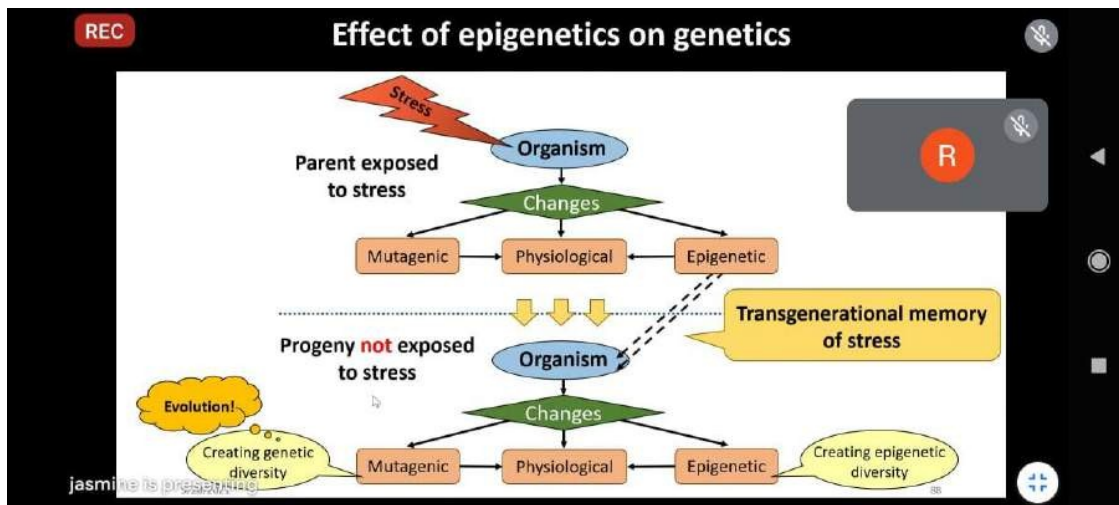 REC
Effect of epigenetics on genetics
Stress
Organism
Parent exposed
to stress
Changes
R
Mutagenic
Physiological
Epigenetic
Transgenerational memory
of stress
Progeny not exposed
to stress
Organism
Evolution!
Changes
Creating genetic
diversity
Mutagenic
Physiological
Epigenetic
Creating epigenetic
diversity
jasmine is presenting
88